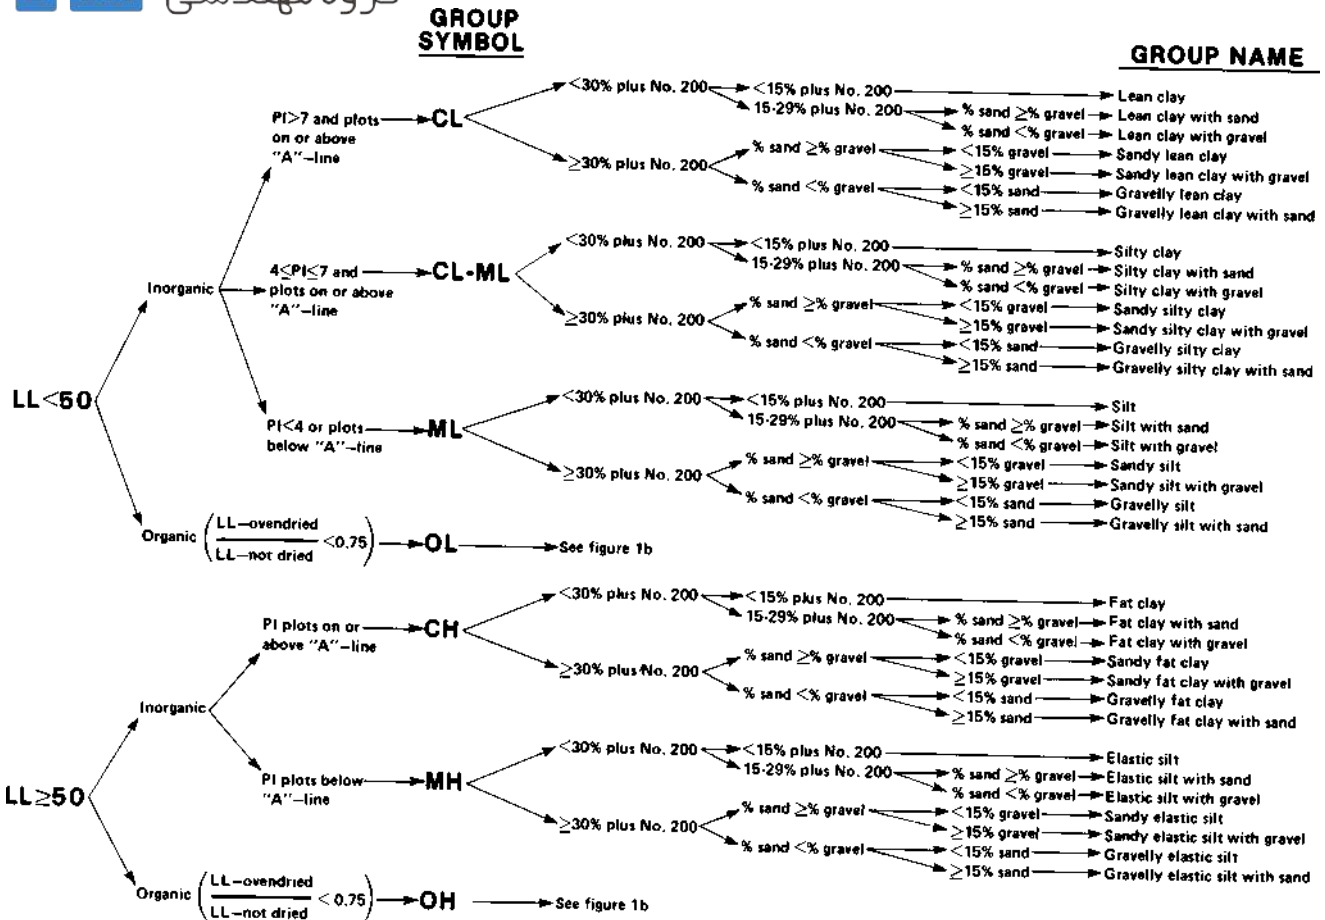 گروه مهندسی
GROUP SYMBOL
GROUP NAME
LL<50
Inorganic
PI>7 and plots on or above "A"–line
CL
<30% plus No. 200
<15% plus No. 200
Lean clay
15-29% plus No. 200
% sand ≥% gravel
Lean clay with sand
% sand <% gravel
Lean clay with gravel
≥30% plus No. 200
% sand ≥% gravel
<15% gravel
Sandy lean clay
≥15% gravel
Sandy lean clay with gravel
% sand <% gravel
<15% sand
Gravelly lean clay
≥15% sand
Gravelly lean clay with sand
4≤PI≤7 and plots on or above "A"–line
CL-ML
<30% plus No. 200
<15% plus No. 200
Silty clay
15-29% plus No. 200
% sand ≥% gravel
Silty clay with sand
% sand <% gravel
Silty clay with gravel
≥30% plus No. 200
% sand ≥% gravel
<15% gravel
Sandy silty clay
≥15% gravel
Sandy silty clay with gravel
% sand <% gravel
<15% sand
Gravelly silty clay
≥15% sand
Gravelly silty clay with sand
PI<4 or plots below "A"–line
ML
<30% plus No. 200
<15% plus No. 200
Silt
15-29% plus No. 200
% sand ≥% gravel
Silt with sand
% sand <% gravel
Silt with gravel
≥30% plus No. 200
% sand ≥% gravel
<15% gravel
Sandy silt
≥15% gravel
Sandy silt with gravel
% sand <% gravel
<15% sand
Gravelly silt
≥15% sand
Gravelly silt with sand
Organic (LL–ovendried / LL–not dried <0.75)
OL
See figure 1b
LL≥50
Inorganic
PI plots on or above "A"–line
CH
<30% plus No. 200
<15% plus No. 200
Fat clay
15-29% plus No. 200
% sand ≥% gravel
Fat clay with sand
% sand <% gravel
Fat clay with gravel
≥30% plus No. 200
% sand ≥% gravel
<15% gravel
Sandy fat clay
≥15% gravel
Sandy fat clay with gravel
% sand <% gravel
<15% sand
Gravelly fat clay
≥15% sand
Gravelly fat clay with sand
PI plots below "A"–line
MH
<30% plus No. 200
<15% plus No. 200
Elastic silt
15-29% plus No. 200
% sand ≥% gravel
Elastic silt with sand
% sand <% gravel
Elastic silt with gravel
≥30% plus No. 200
% sand ≥% gravel
<15% gravel
Sandy elastic silt
≥15% gravel
Sandy elastic silt with gravel
% sand <% gravel
<15% sand
Gravelly elastic silt
≥15% sand
Gravelly elastic silt with sand
Organic (LL–ovendried / LL–not dried <0.75)
OH
See figure 1b